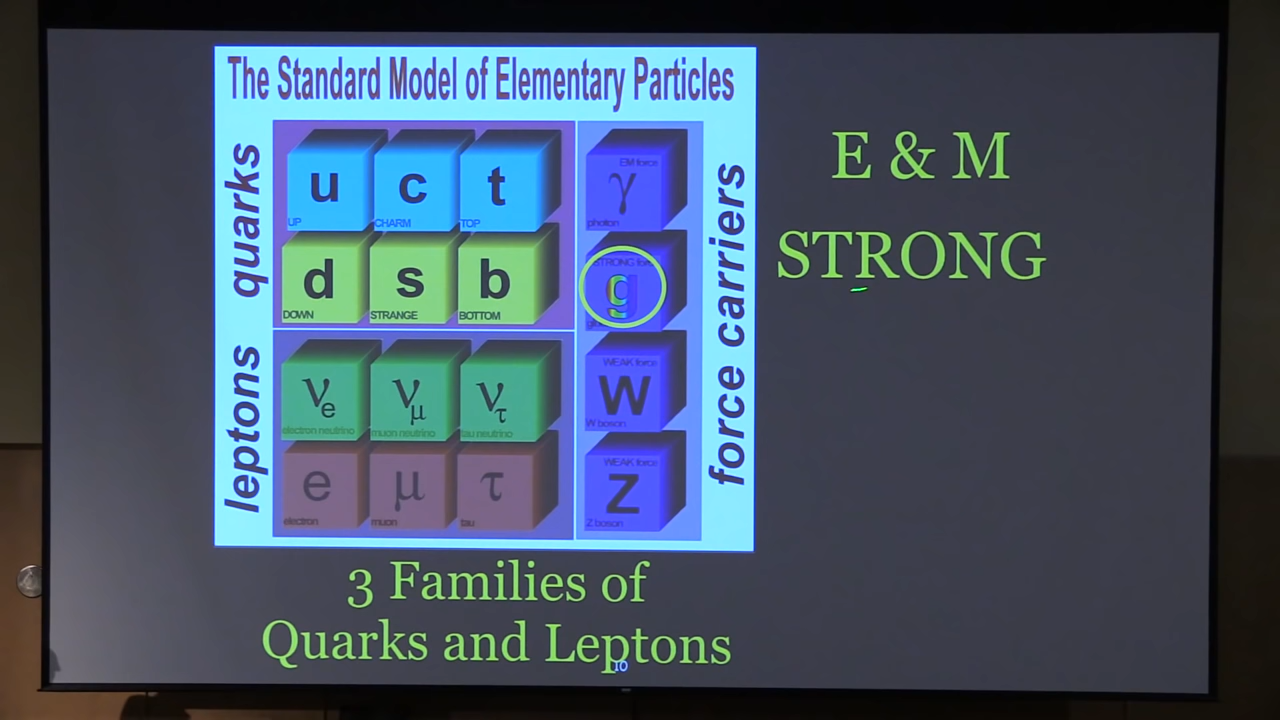 The Standard Model of Elementary Particles
quarks
u
UP
c
CHARM
t
TOP
d
DOWN
s
STRANGE
b
BOTTOM
leptons
νe
electron neutrino
νμ
muon neutrino
ντ
tau neutrino
e
electron
μ
muon
τ
tau
EM force
γ
photon
STRONG force
g
WEAK force
W
W boson
WEAK force
Z
Z boson
force carriers
E & M
STRONG
3 Families of
Quarks and Leptons
10